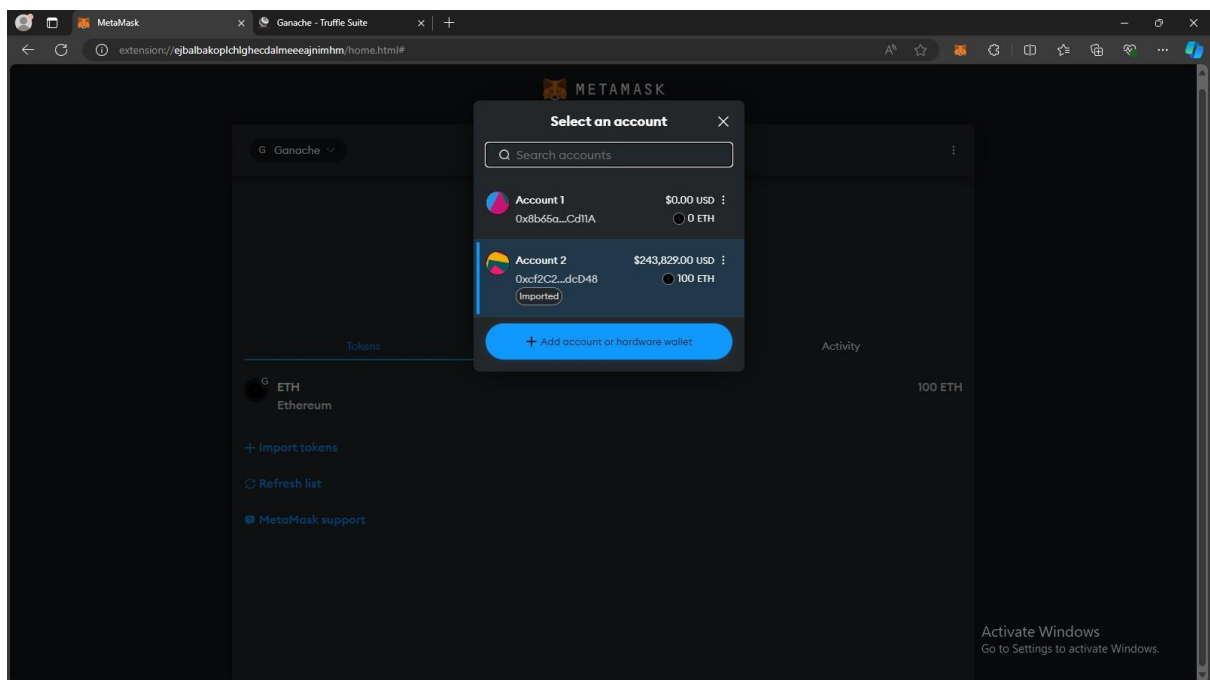 MetaMask
Ganache - Truffle Suite
extension://ejbalbakoplchlghecdalmeeeajnimhm/home.html#
METAMASK
G Ganache
Select an account
Search accounts
Account 1 $0.00 USD
0x8b65a...Cd11A 0 ETH
Account 2 $243,829.00 USD
0xcf2C2...dcD48 100 ETH
Imported
+ Add account or hardware wallet
Tokens Activity
G
ETH 100 ETH
Ethereum
+ Import tokens
Refresh list
MetaMask support
Activate Windows
Go to Settings to activate Windows.